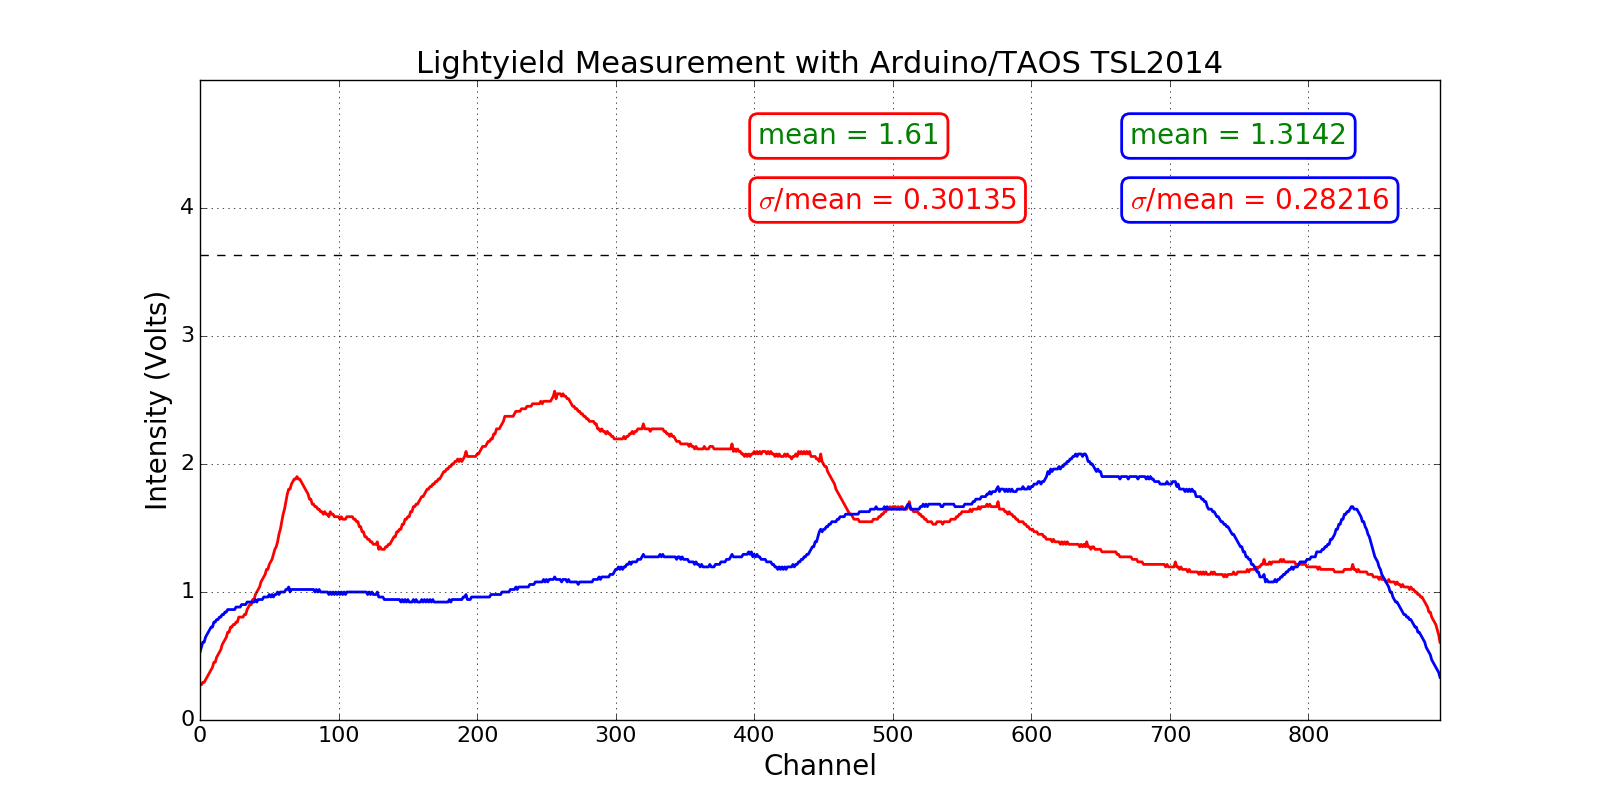 Lightyield Measurement with Arduino/TAOS TSL2014
mean = 1.61
mean = 1.3142
σ/mean = 0.30135
σ/mean = 0.28216
Intensity (Volts)
4
3
2
1
0
0 100 200 300 400 500 600 700 800
Channel